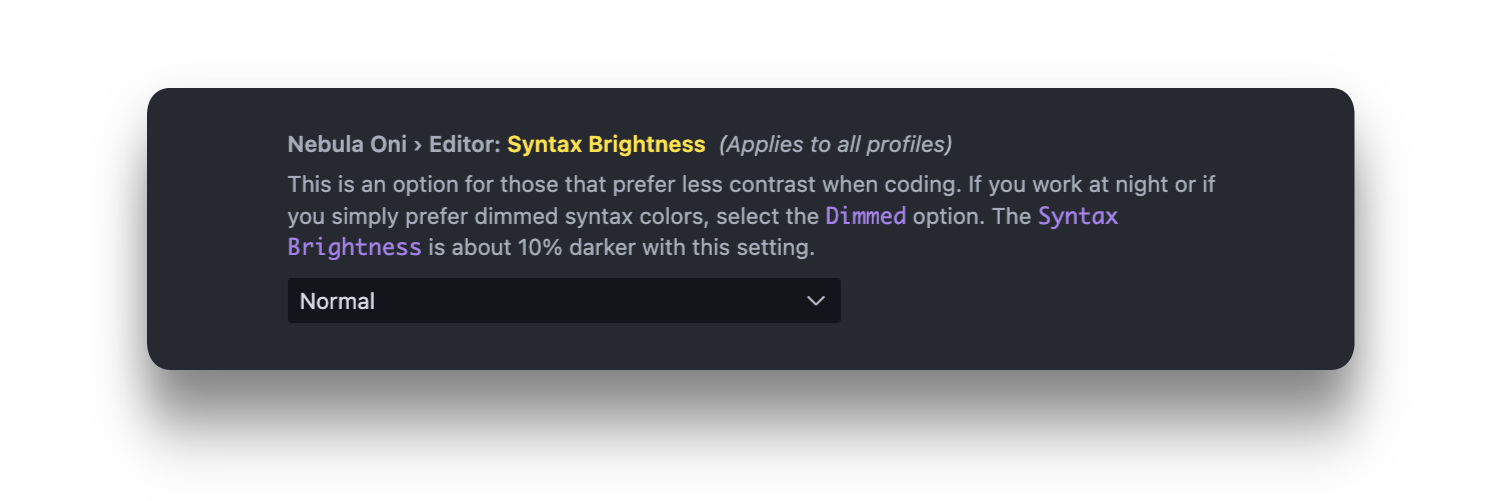 Nebula Oni › Editor: Syntax Brightness (Applies to all profiles)
This is an option for those that prefer less contrast when coding. If you work at night or if
you simply prefer dimmed syntax colors, select the Dimmed option. The Syntax
Brightness is about 10% darker with this setting.
Normal